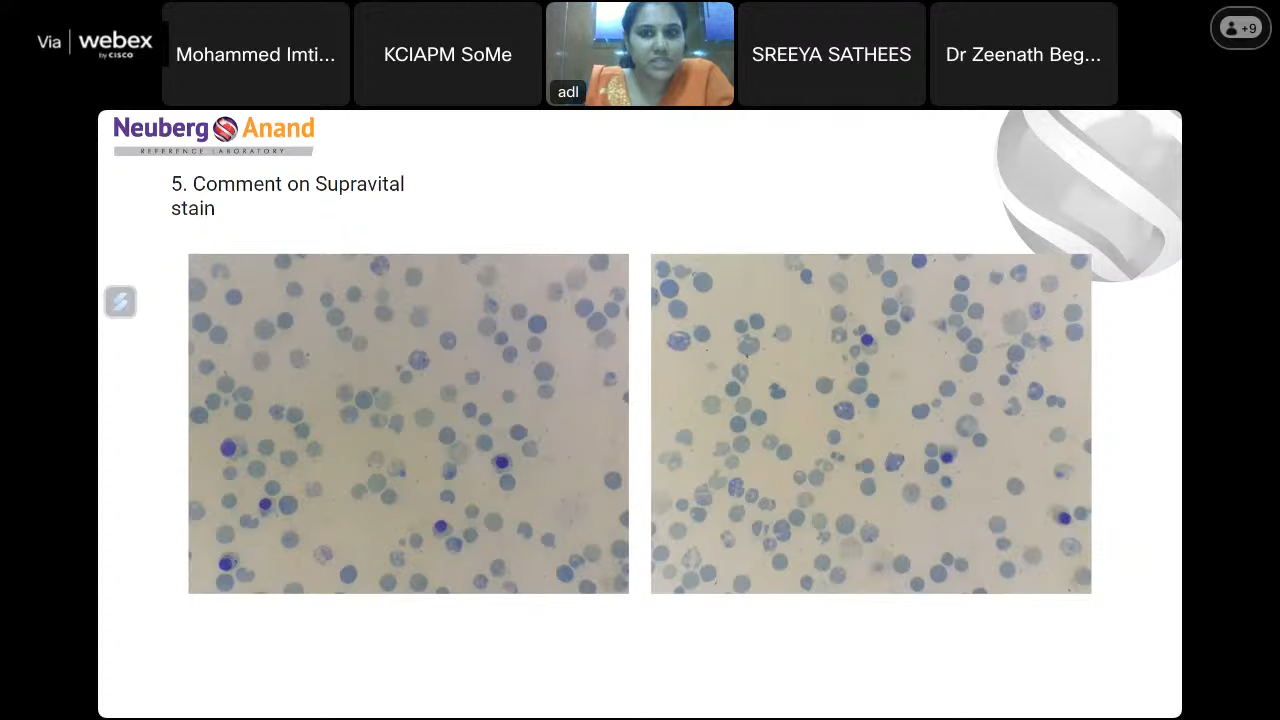 Via webex
by CISCO
Mohammed Imti...
KCIAPM SoMe
adl
SREEYA SATHEES
Dr Zeenath Beg...
+9
Neuberg Anand
REFERENCE LABORATORY
5. Comment on Supravital
stain